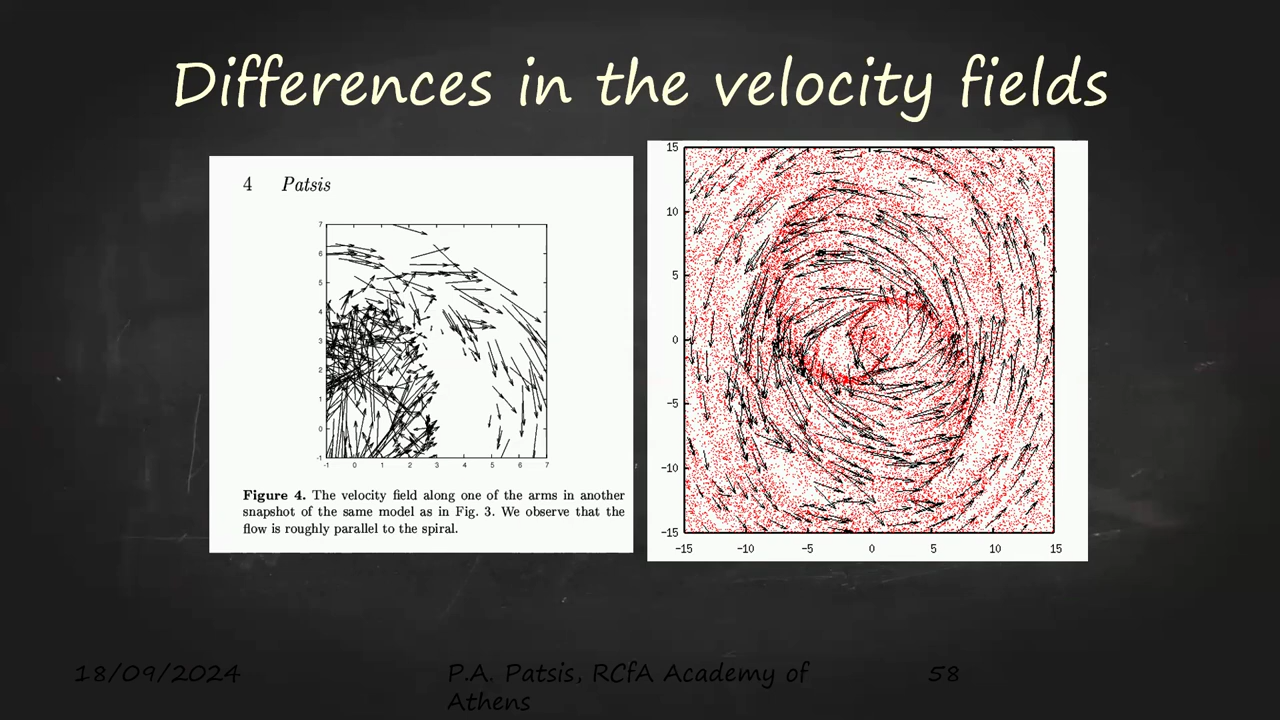 Differences in the velocity fields
4 Patsis
7
6
5
4
3
2
1
0
-1
-1 0 1 2 3 4 5 6 7
Figure 4. The velocity field along one of the arms in another
snapshot of the same model as in Fig. 3. We observe that the
flow is roughly parallel to the spiral.
15
10
5
0
−5
−10
−15
−15 −10 −5 0 5 10 15
18/09/2024
P.A. Patsis, RCfA Academy of
Athens
58